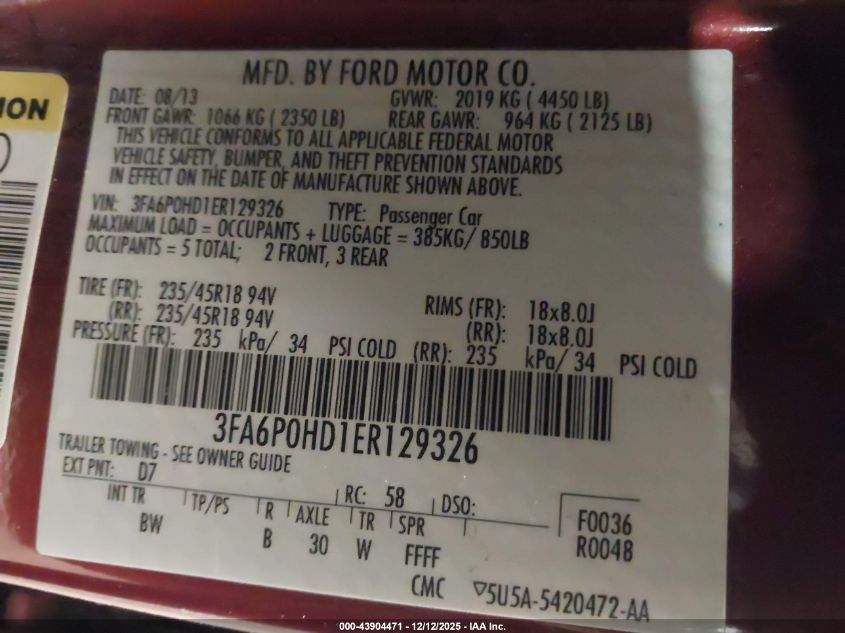 MFD. BY FORD MOTOR CO.
DATE: 08/13 GVWR: 2019 KG ( 4450 LB)
FRONT GAWR: 1066 KG ( 2350 LB) REAR GAWR: 964 KG ( 2125 LB)
THIS VEHICLE CONFORMS TO ALL APPLICABLE FEDERAL MOTOR
VEHICLE SAFETY, BUMPER, AND THEFT PREVENTION STANDARDS
IN EFFECT ON THE DATE OF MANUFACTURE SHOWN ABOVE.
VIN: 3FA6P0HD1ER129326 TYPE: Passenger Car
MAXIMUM LOAD = OCCUPANTS + LUGGAGE = 385KG/ 850LB
OCCUPANTS = 5 TOTAL; 2 FRONT, 3 REAR
TIRE (FR): 235/45R18 94V RIMS (FR): 18x8.0J
(RR): 235/45R18 94V (RR): 18x8.0J
PRESSURE (FR): 235 kPa/ 34 PSI COLD (RR): 235 kPa/ 34 PSI COLD
3FA6P0HD1ER129326
TRAILER TOWING - SEE OWNER GUIDE
EXT PNT: D7 RC: 58 DSO:
INT TR TP/PS R AXLE TR SPR
BW B 30 W FFFF
F0036
R0048
CMC ▽5U5A-5420472-AA
ION
)
000-43904471 - 12/12/2025 - IAA Inc.